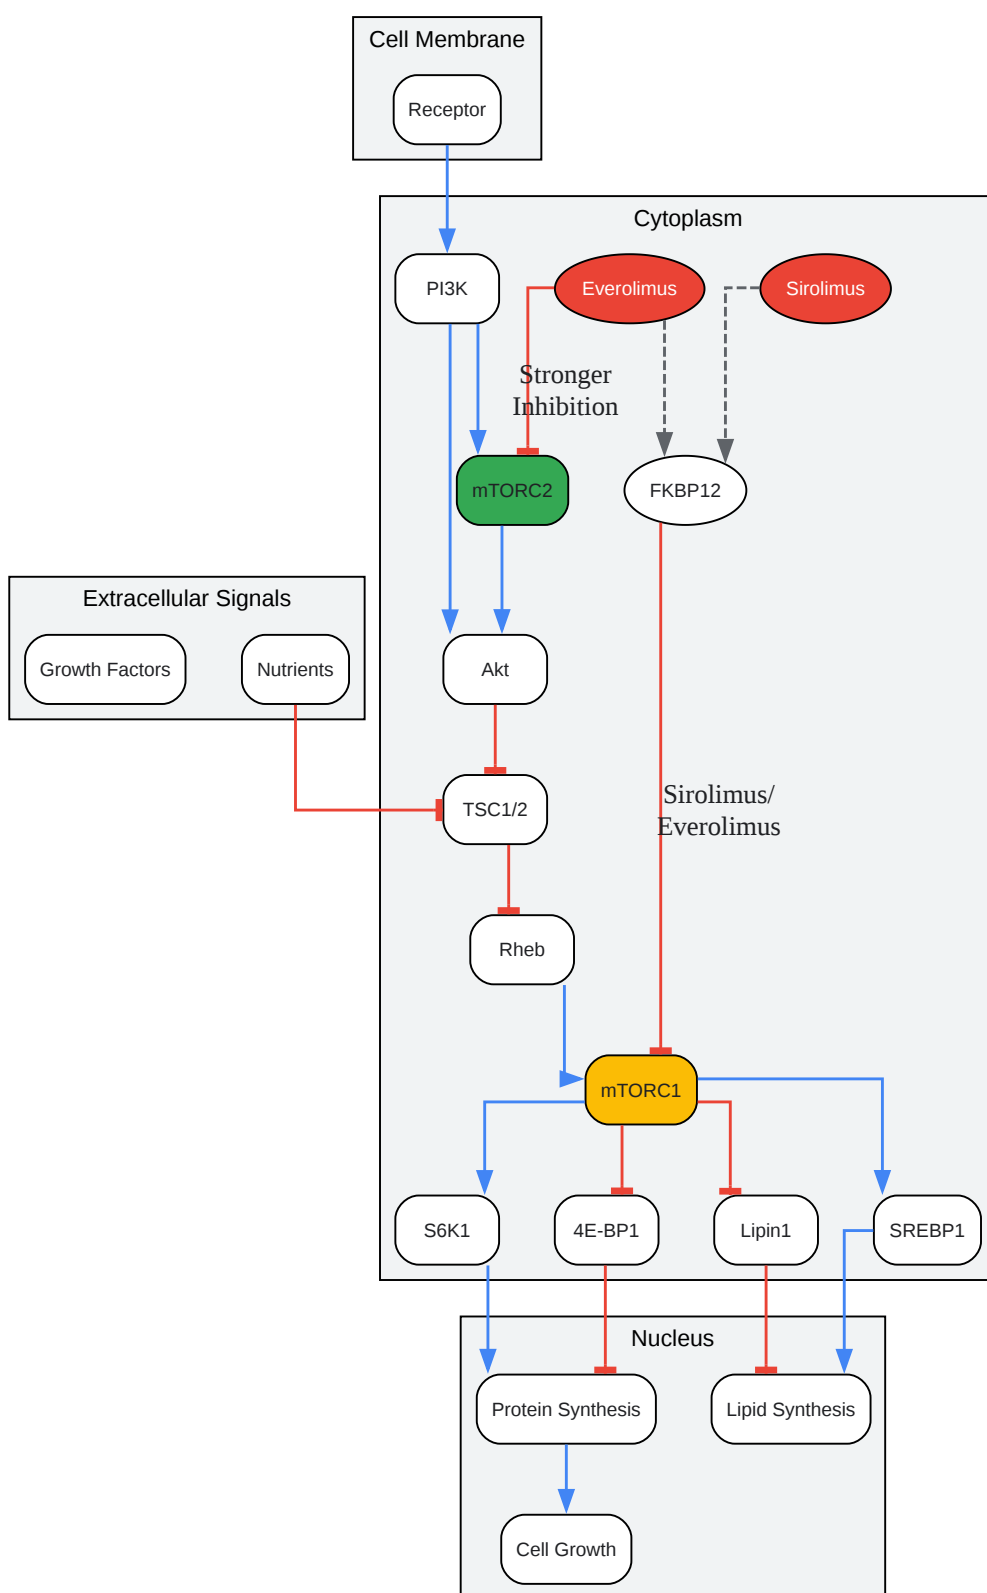 Cell Membrane
Receptor
Cytoplasm
PI3K
Everolimus
Sirolimus
Stronger
Inhibition
mTORC2
FKBP12
Extracellular Signals
Growth Factors
Nutrients
Akt
Sirolimus/
Everolimus
TSC1/2
Rheb
mTORC1
S6K1
4E-BP1
Lipin1
SREBP1
Nucleus
Protein Synthesis
Lipid Synthesis
Cell Growth